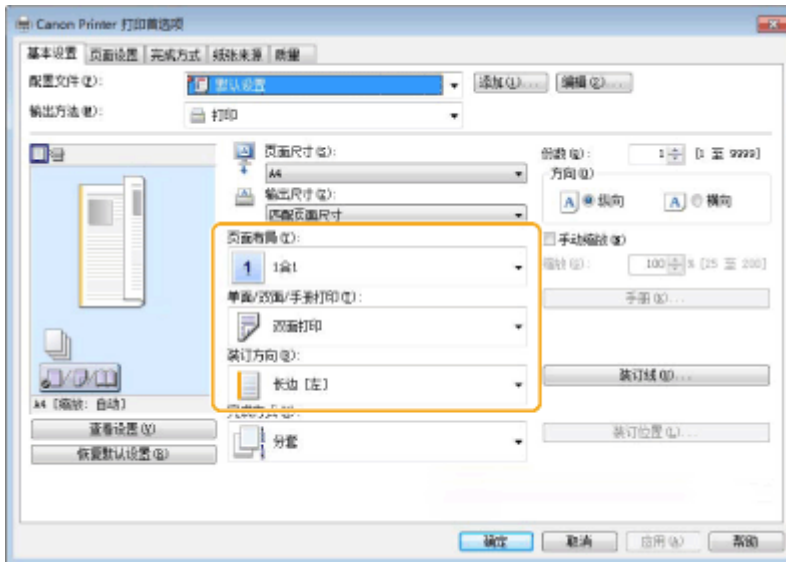 Canon Printer 打印首选项
基本设置 页面设置 完成方式 纸张来源 质量
配置文件(F): 默认设置 添加(1)... 编辑(2)...
输出方法(M): 打印
页面尺寸(S):
A4
输出尺寸(Z):
匹配页面尺寸
份数(Q): 1 [1 至 9999]
方向(O)
A 纵向 A 横向
页面布局(Y):
1 1合1
手动缩放(N)
缩放(G): 100 % [25 至 200]
单面/双面/手册打印(T):
双面打印
手册(K)...
装订方向(B):
长边 [左]
装订线(U)...
A4 [缩放: 自动]
查看设置(V)
恢复默认设置(R)
分套
装订位置(L)...
确定 取消 应用(A) 帮助